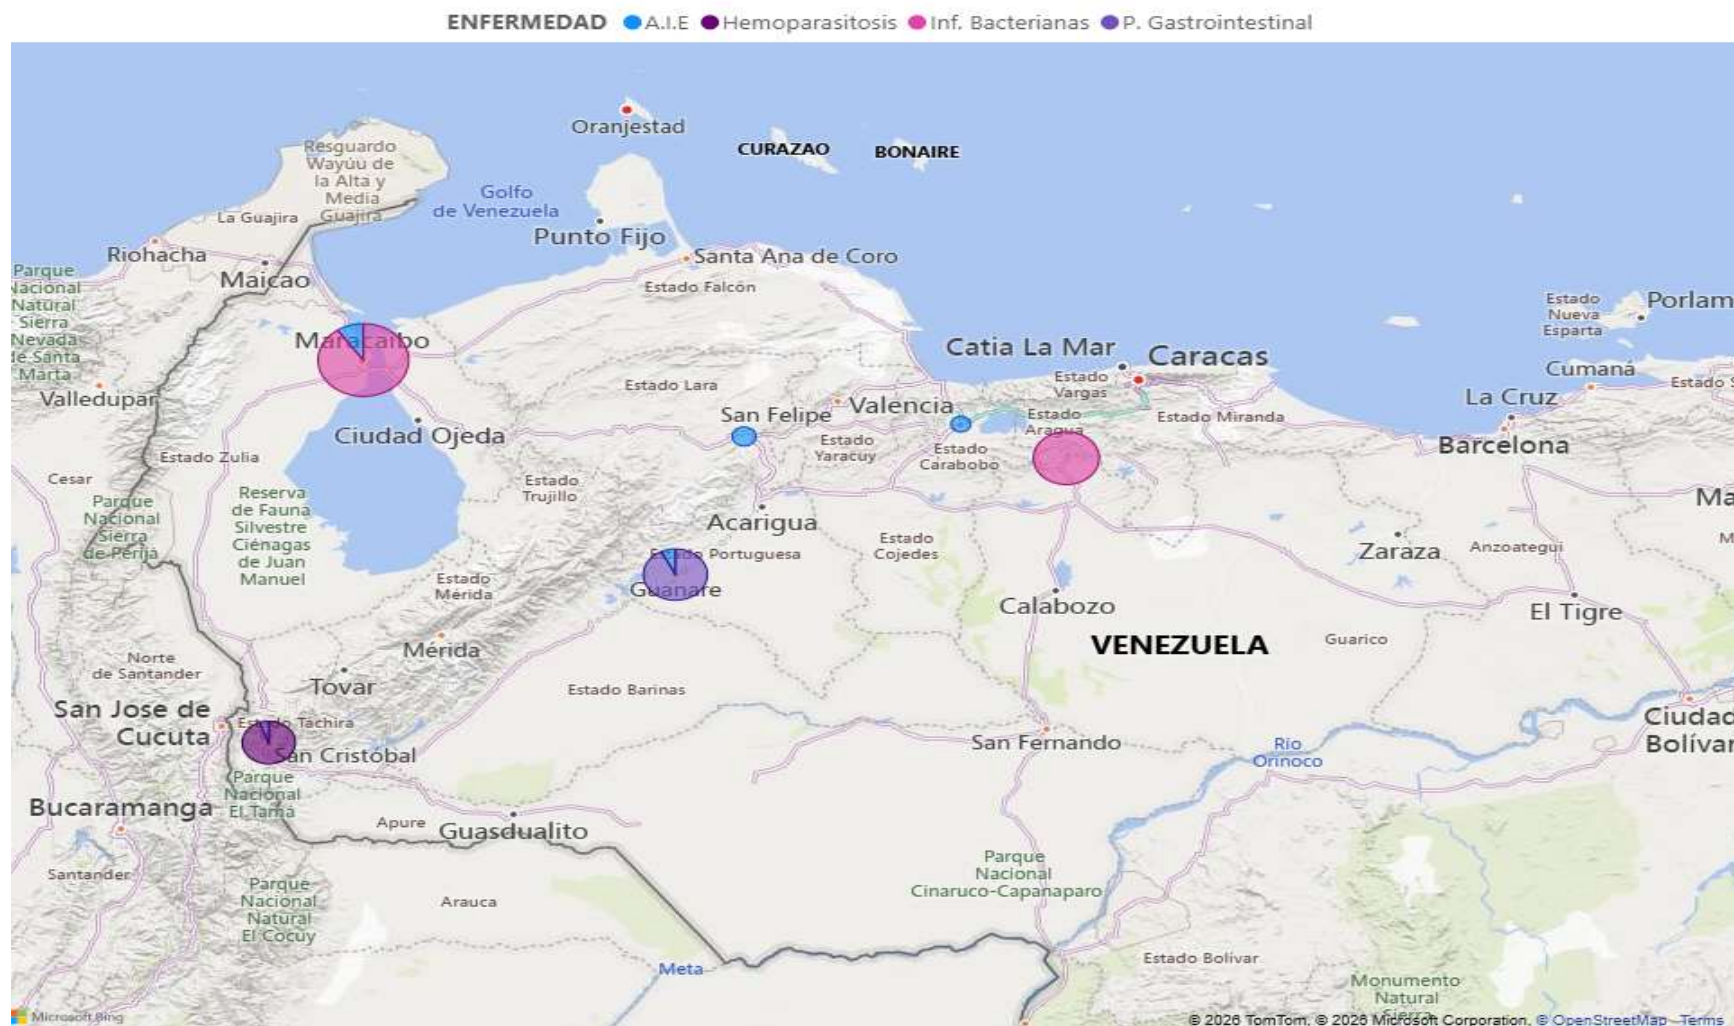 ENFERMEDAD A.I.E Hemoparasitosis Inf. Bacterianas P. Gastrointestinal
Oranjestad
CURAZAO
BONAIRE
Resguardo
Wayúu de
la Alta y
Media
Guajira
La Guajira
Golfo
de Venezuela
Punto Fijo
Riohacha
Maicao
Santa Ana de Coro
Estado Falcón
Parque
Nacional
Natural
Sierra
Nevada
de Santa
Marta
Estado
Nueva
Esparta
Porlam
Maracaibo
Catia La Mar
Caracas
Estado
Vargas
Cumaná
Valledupar
Estado Lara
San Felipe
Valencia
Estado
Aragua
Estado Miranda
La Cruz
Barcelona
Ciudad Ojeda
Estado
Yaracuy
Estado
Carabobo
Estado Zulia
Cesar
Estado
Trujillo
Reserva
de Fauna
Silvestre
Ciénagas
de Juan
Manuel
Parque
Nacional
Sierra
de Perijá
Acarigua
Ma
Estado Portuguesa
Guanare
Estado
Cojedes
Zaraza
Anzoategui
Estado
Mérida
Calabozo
El Tigre
VENEZUELA
Guarico
Mérida
Norte
de Santander
Tovar
Estado Barinas
San Jose de
Cucuta
Estado Táchira
San Cristóbal
San Fernando
Río
Orinoco
Ciudad
Bolívar
Parque
Nacional
El Tamá
Bucaramanga
Apure
Guasdualito
Santander
Parque
Nacional
Cinaruco-Capanaparo
Parque
Nacional
Natural
El Cocuy
Arauca
Meta
Estado Bolívar
Monumento
Natural
Microsoft Bing
© 2026 TomTom, © 2026 Microsoft Corporation, © OpenStreetMap Terms